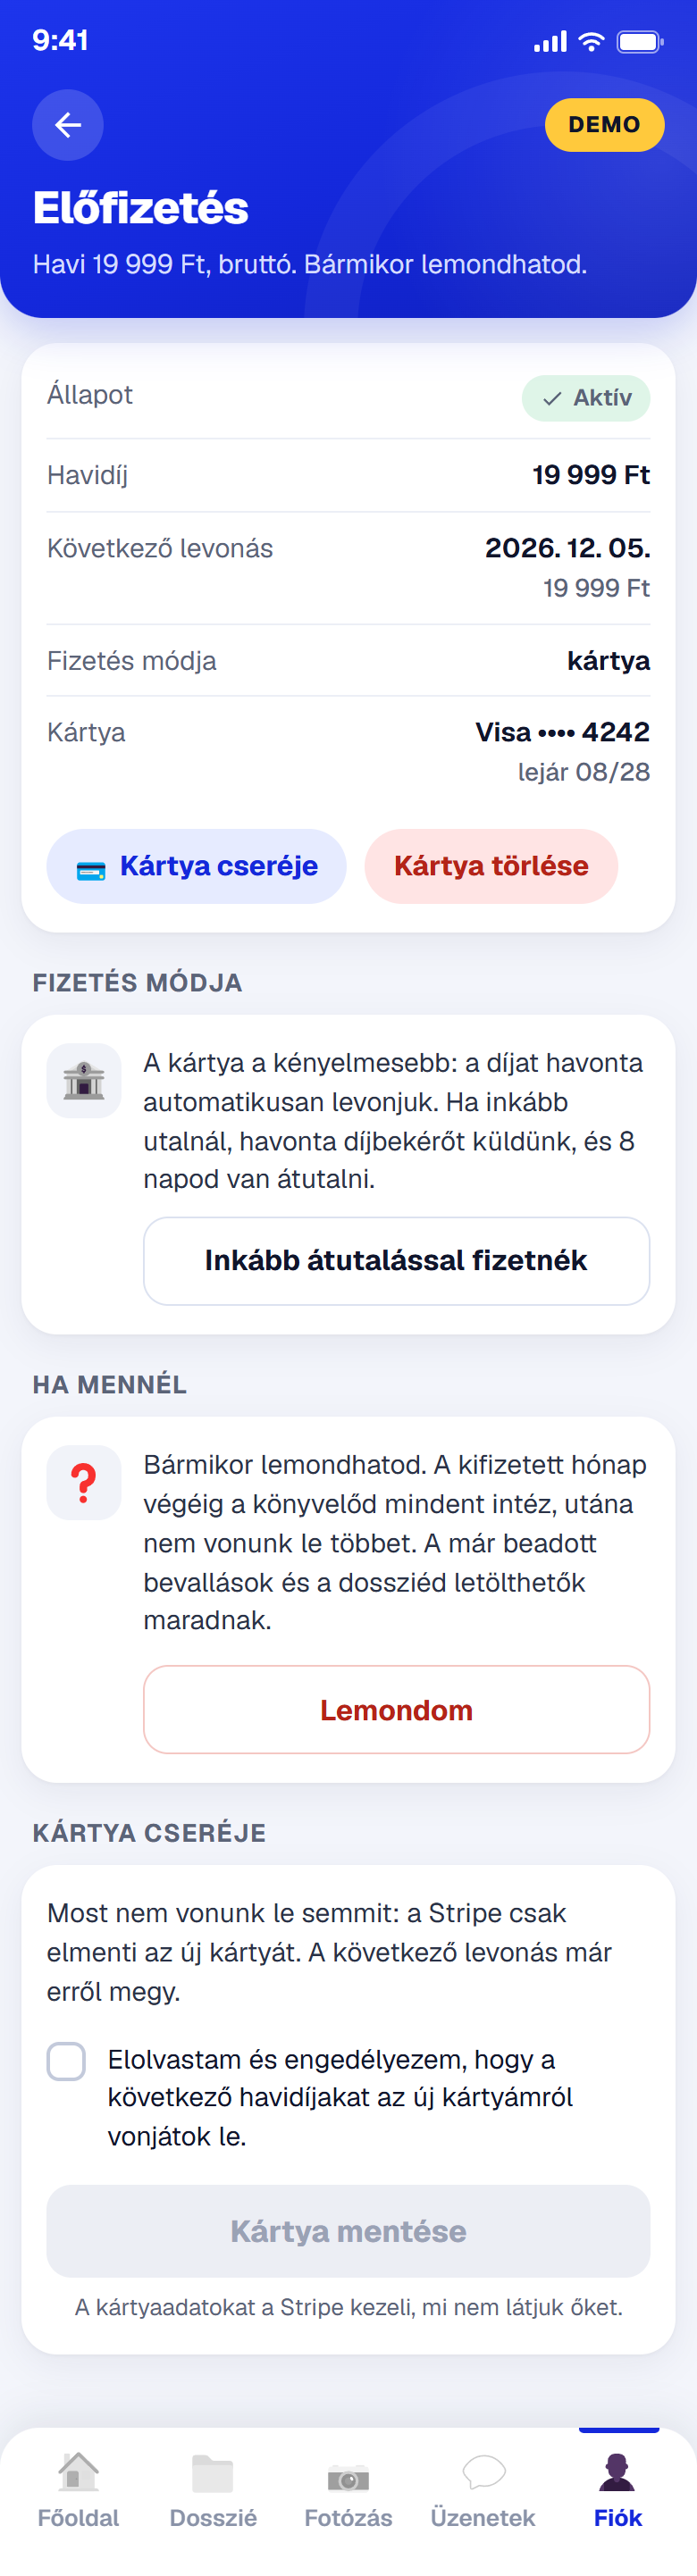 9:41
DEMO
Előfizetés
Havi 19 999 Ft, bruttó. Bármikor lemondhatod.
Állapot
Aktív
Havidíj
19 999 Ft
Következő levonás
2026. 12. 05.
19 999 Ft
Fizetés módja
kártya
Kártya
Visa •••• 4242
lejár 08/28
Kártya cseréje
Kártya törlése
FIZETÉS MÓDJA
A kártya a kényelmesebb: a díjat havonta
automatikusan levonjuk. Ha inkább
utalnál, havonta díjbekérőt küldünk, és 8
napod van átutalni.
Inkább átutalással fizetnék
HA MENNÉL
Bármikor lemondhatod. A kifizetett hónap
végéig a könyvelőd mindent intéz, utána
nem vonunk le többet. A már beadott
bevallások és a dossziéd letölthetők
maradnak.
Lemondom
KÁRTYA CSERÉJE
Most nem vonunk le semmit: a Stripe csak
elmenti az új kártyát. A következő levonás már
erről megy.
Elolvastam és engedélyezem, hogy a
következő havidíjakat az új kártyámról
vonjátok le.
Kártya mentése
A kártyaadatokat a Stripe kezeli, mi nem látjuk őket.
Főoldal
Dosszié
Fotózás
Üzenetek
Fiók